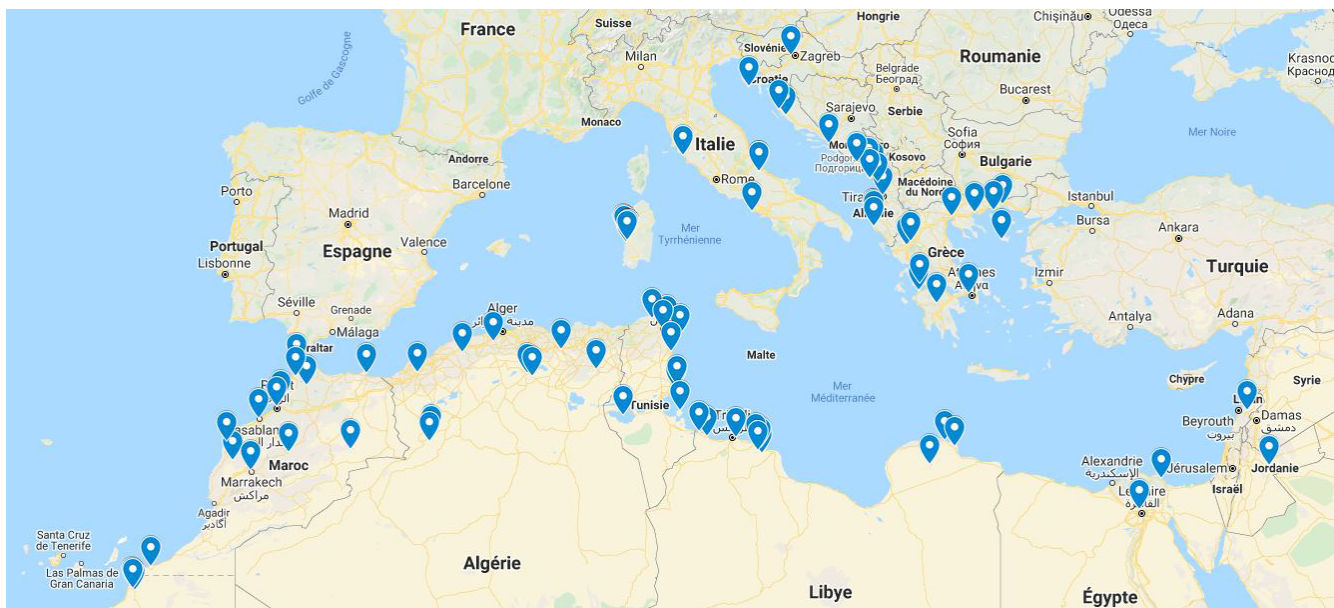 Suisse
Hongrie
Chișinău
Odessa
Одеса
France
Slovénie
Zagreb
Milan
Roumanie
Krasnod
Краснод
Golfe de Gascogne
Belgrade
Београд
Bucarest
Sarajevo
Serbie
Monaco
Italie
Sofia
София
Mer Noire
Andorre
Kosovo
Bulgarie
Podgor
Подгориц
Rome
Macédoine
du Nord
Porto
Barcelone
Istanbul
Tira
Madrid
Bursa
Ankara
Portugal
Espagne
Valence
Mer
Tyrrhénienne
Lisbonne
Grèce
Izmir
Turquie
Séville
Grenade
Alger
Antalya
Adana
Málaga
Malte
Chypre
Syrie
Mer
Méditerranée
Tunisie
Beyrouth
بيروت
Damas
دمشق
Maroc
Marrakech
مراكش
Alexandrie
الإسكندرية
Jérusalem
Jordanie
Israël
Agadir
أكادير
Santa Cruz
de Tenerife
Las Palmas de
Gran Canaria
Algérie
Libye
Égypte